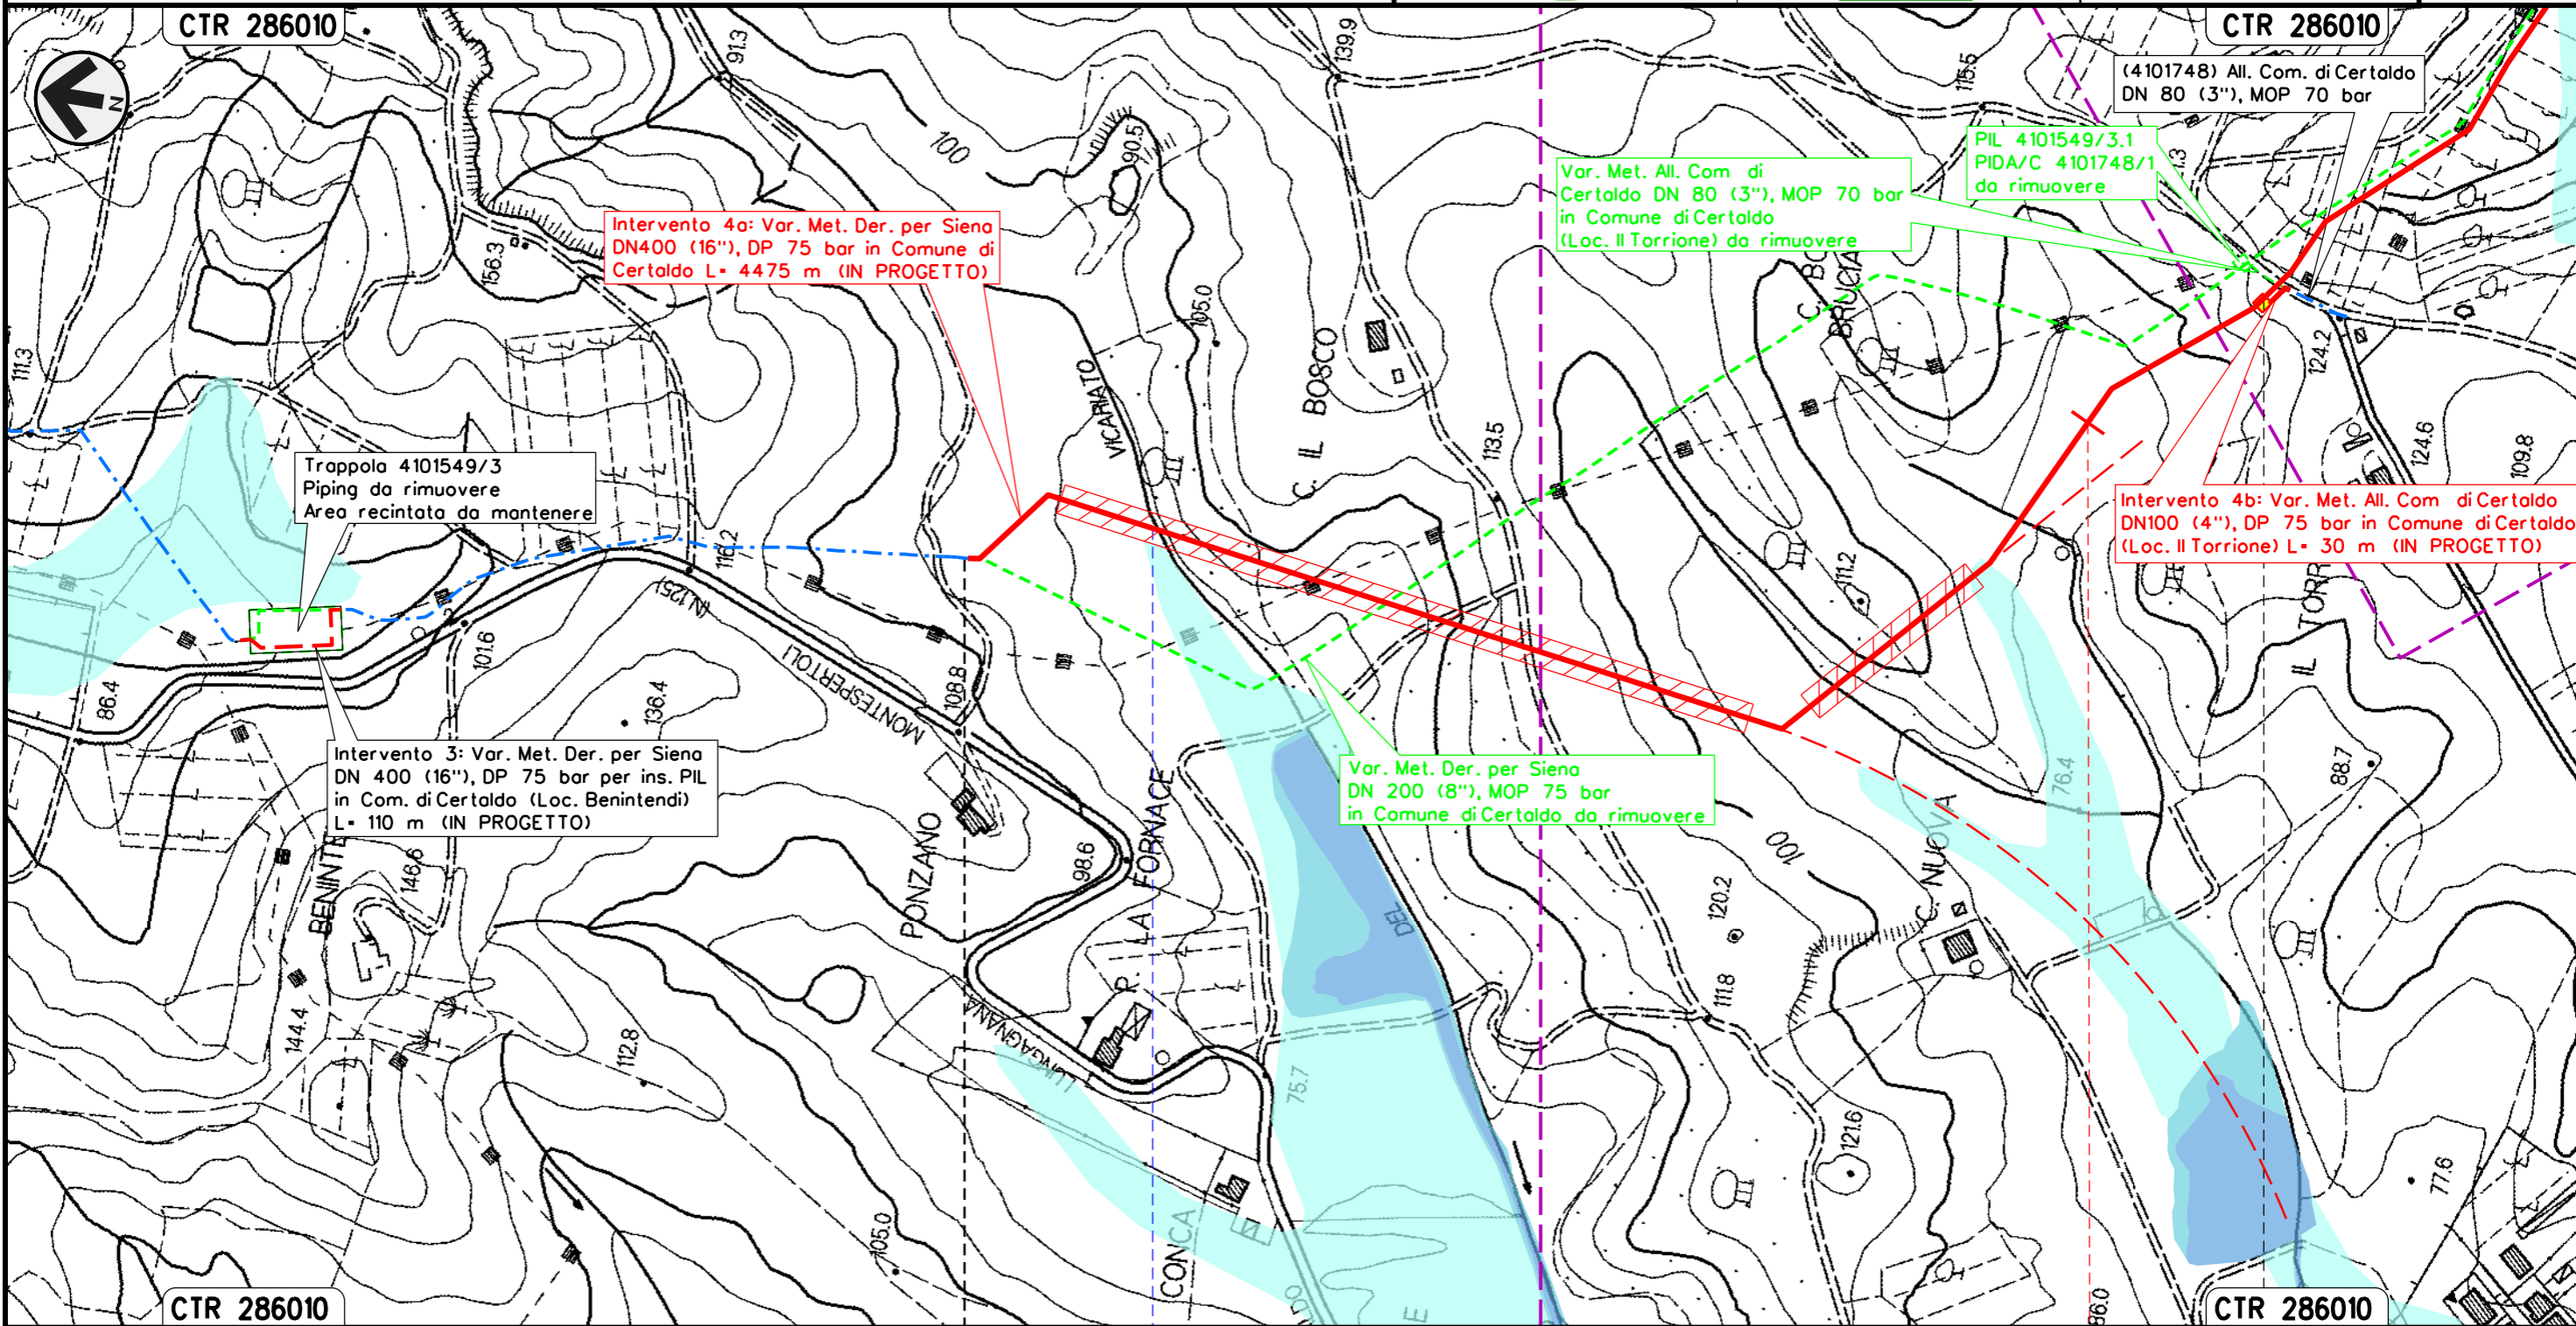 CTR 286010
CTR 286010
N
(4101748) All. Com. di Certaldo
DN 80 (3"), MOP 70 bar
PIL 4101549/3.1
PIDA/C 4101748/1
da rimuovere
Var. Met. All. Com di
Certaldo DN 80 (3"), MOP 70 bar
in Comune di Certaldo
(Loc. Il Torrione) da rimuovere
Intervento 4a: Var. Met. Der. per Siena
DN400 (16"), DP 75 bar in Comune di
Certaldo L= 4475 m (IN PROGETTO)
Trappola 4101549/3
Piping da rimuovere
Area recintata da mantenere
Intervento 4b: Var. Met. All. Com di Certaldo
DN100 (4"), DP 75 bar in Comune di Certaldo
(Loc. Il Torrione) L= 30 m (IN PROGETTO)
Intervento 3: Var. Met. Der. per Siena
DN 400 (16"), DP 75 bar per ins. PIL
in Com. di Certaldo (Loc. Benintendi)
L= 110 m (IN PROGETTO)
Var. Met. Der. per Siena
DN 200 (8"), MOP 75 bar
in Comune di Certaldo da rimuovere
91.3
139.9
115.5
100
90.5
156.3
105.0
111.3
124.2
124.6
109.8
VICARIATO
C. IL BOSCO
BRUCIA
113.5
116.2
(N.125)
MONTESPERTOLI
101.6
108.8
86.4
136.4
111.2
IL TORR
76.4
88.7
BENINTE
146.6
PONZANO
98.6
P. LA FORNACE
DEL
100
C. NUOVA
120.2
111.8
144.4
112.8
LUNGAGNANA
75.7
121.6
77.6
105.0
CONCA
86.0
CTR 286010
CTR 286010